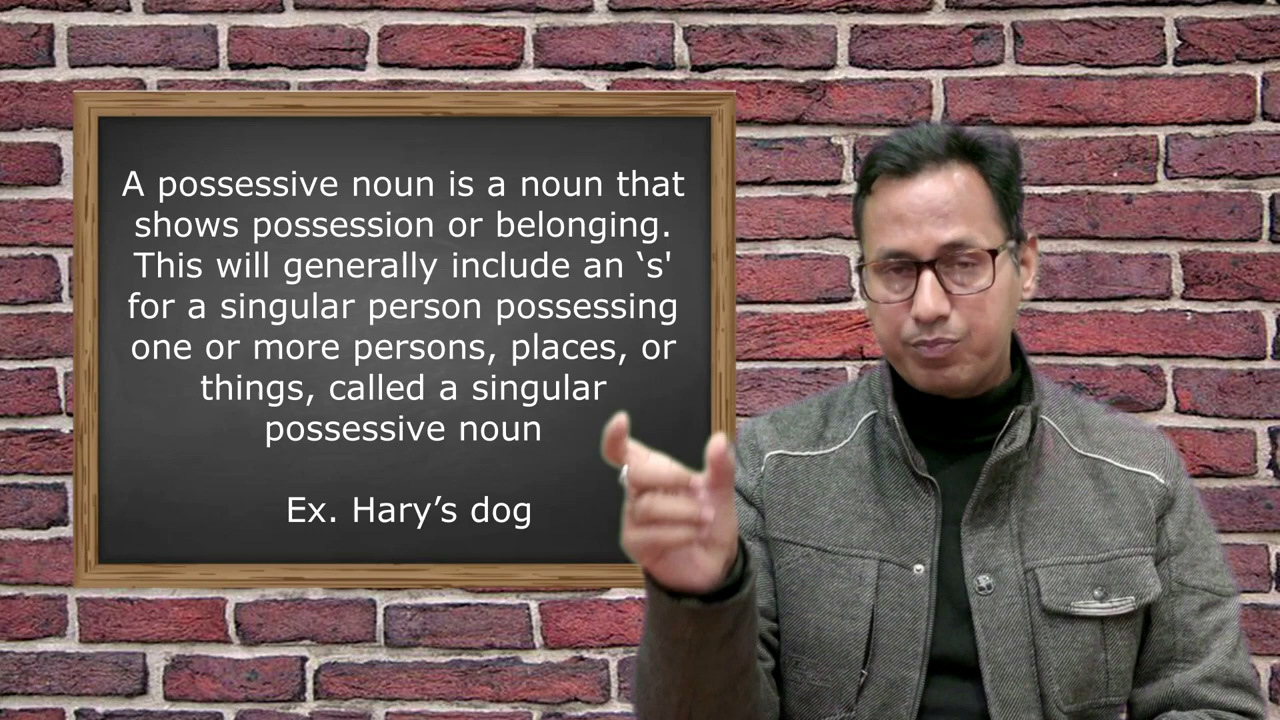 A possessive noun is a noun that
shows possession or belonging.
This will generally include an ‘s'
for a singular person possessing
one or more persons, places, or
things, called a singular
possessive noun
Ex. Hary’s dog